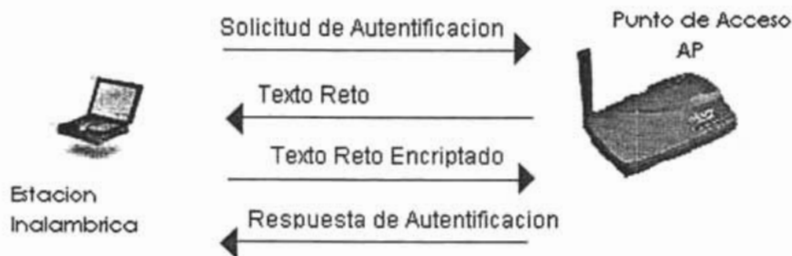 Solicitud de Autentificacion
Punto de Acceso
AP
Texto Reto
Texto Reto Encriptado
Estacion
Inalambrica
Respuesta de Autentificacion